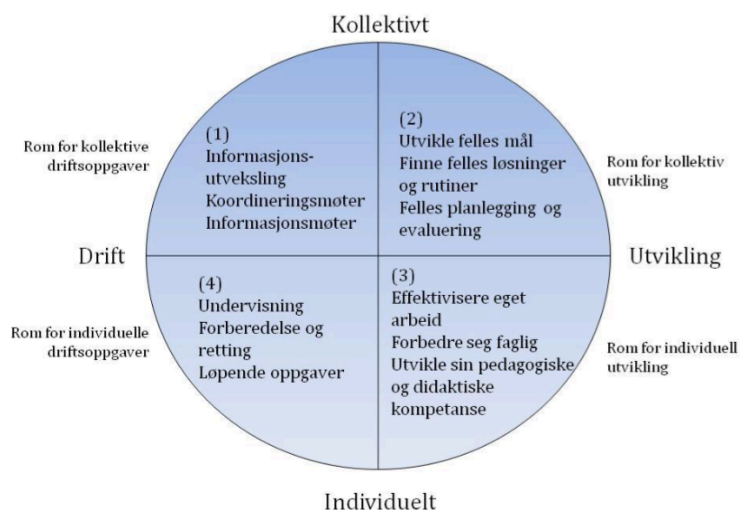 Kollektivt
Rom for kollektive
driftsoppgaver
(1)
Informasjons-
utveksling
Koordineringsmøter
Informasjonsmøter
(2)
Utvikle felles mål
Finne felles løsninger
og rutiner
Felles planlegging og
evaluering
Rom for kollektiv
utvikling
Drift
Utvikling
Rom for individuelle
driftsoppgaver
(4)
Undervisning
Forberedelse og
retting
Løpende oppgaver
(3)
Effektivisere eget
arbeid
Forbedre seg faglig
Utvikle sin pedagogiske
og didaktiske
kompetanse
Rom for individuell
utvikling
Individuelt